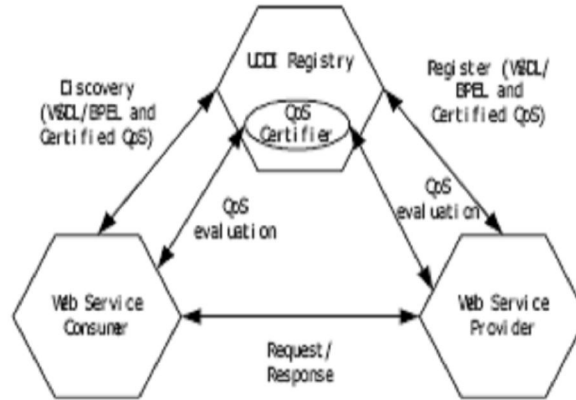 UDDI Registry
QoS
Certifier
Discovery
(WSDL/BPEL and
Certified QoS)
Register (WSDL/
BPEL and
Certified QoS)
QoS
evaluation
QoS
evaluation
Web Service
Consumer
Web Service
Provider
Request/
Response